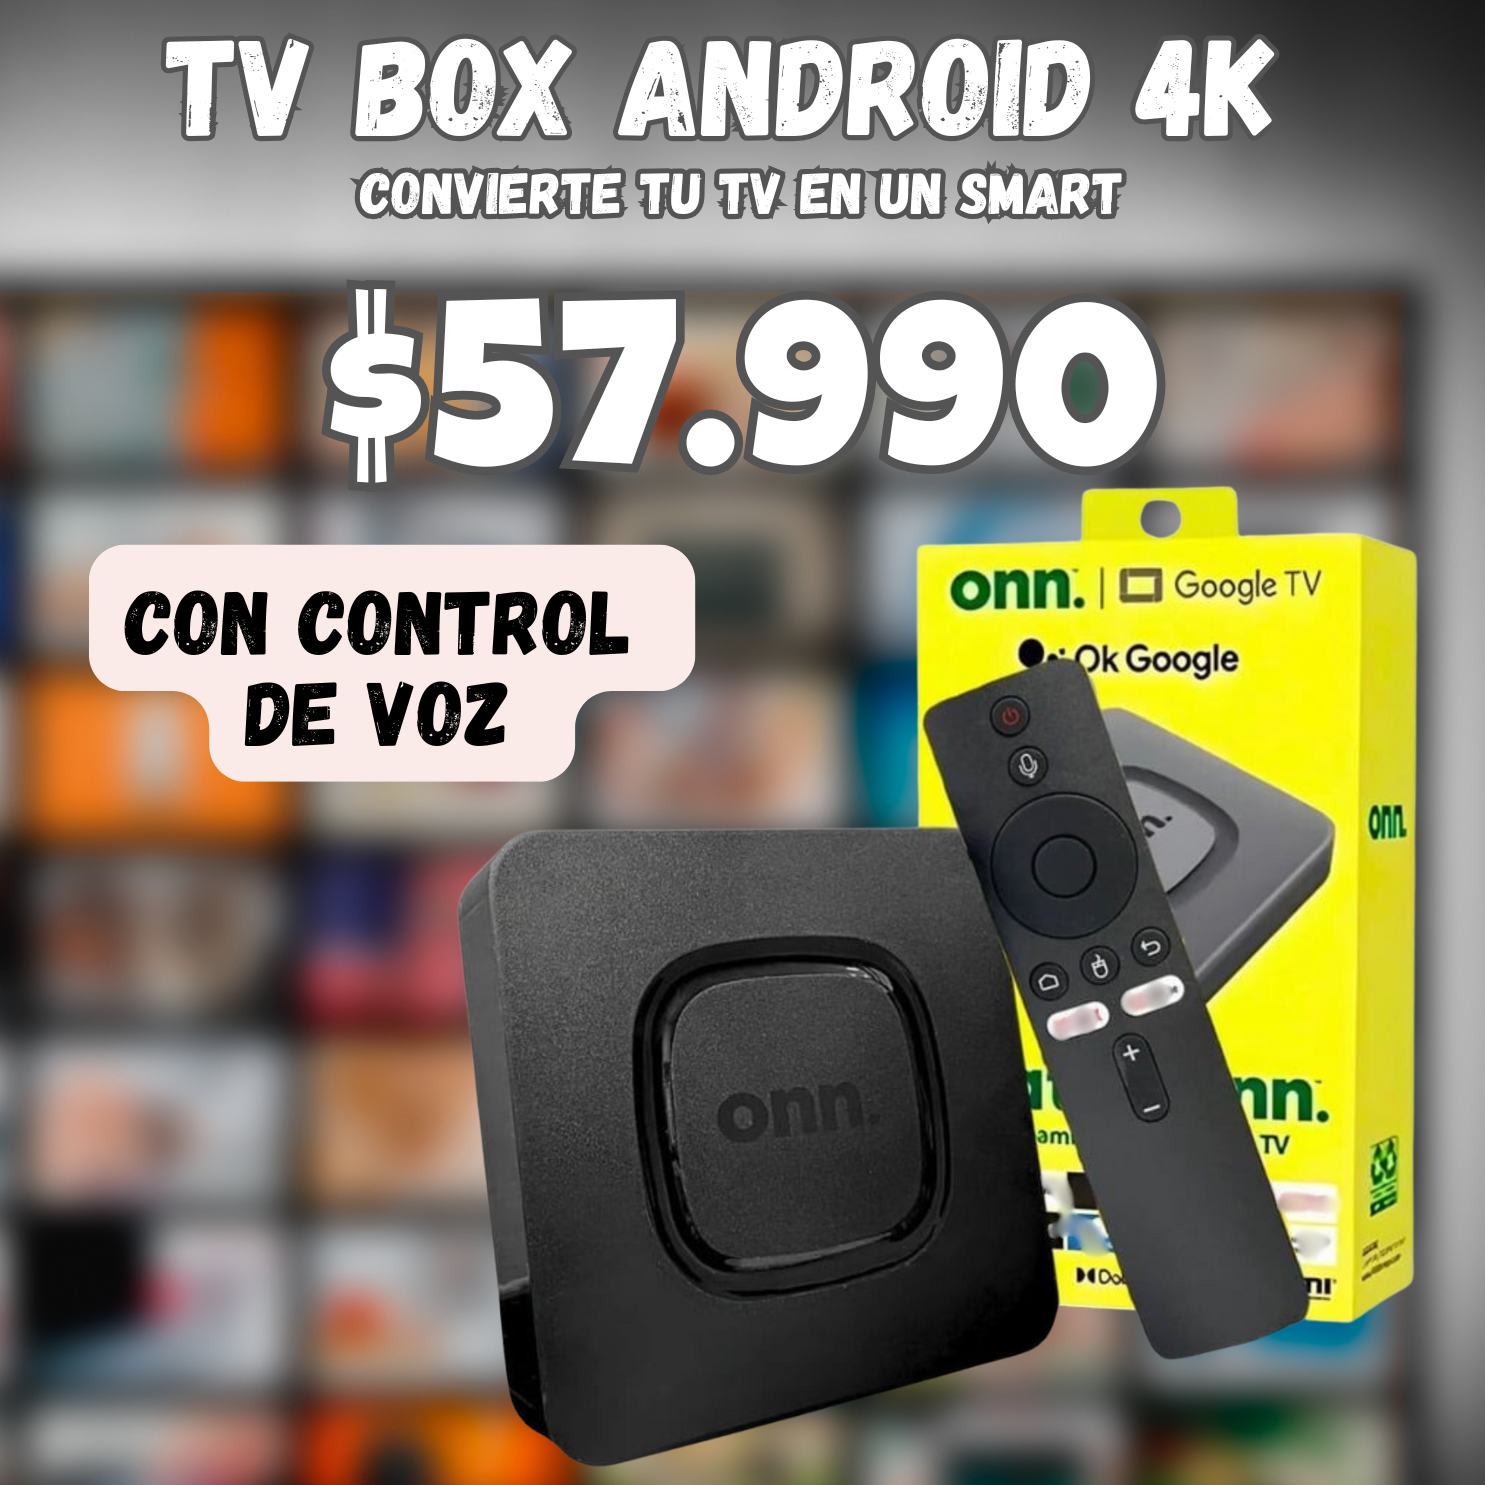 TV BOX ANDROID 4K
CONVIERTE TU TV EN UN SMART
$57.990
CON CONTROL
DE VOZ
onn. | Google TV
Ok Google
onn.
nn.
TV
onn.